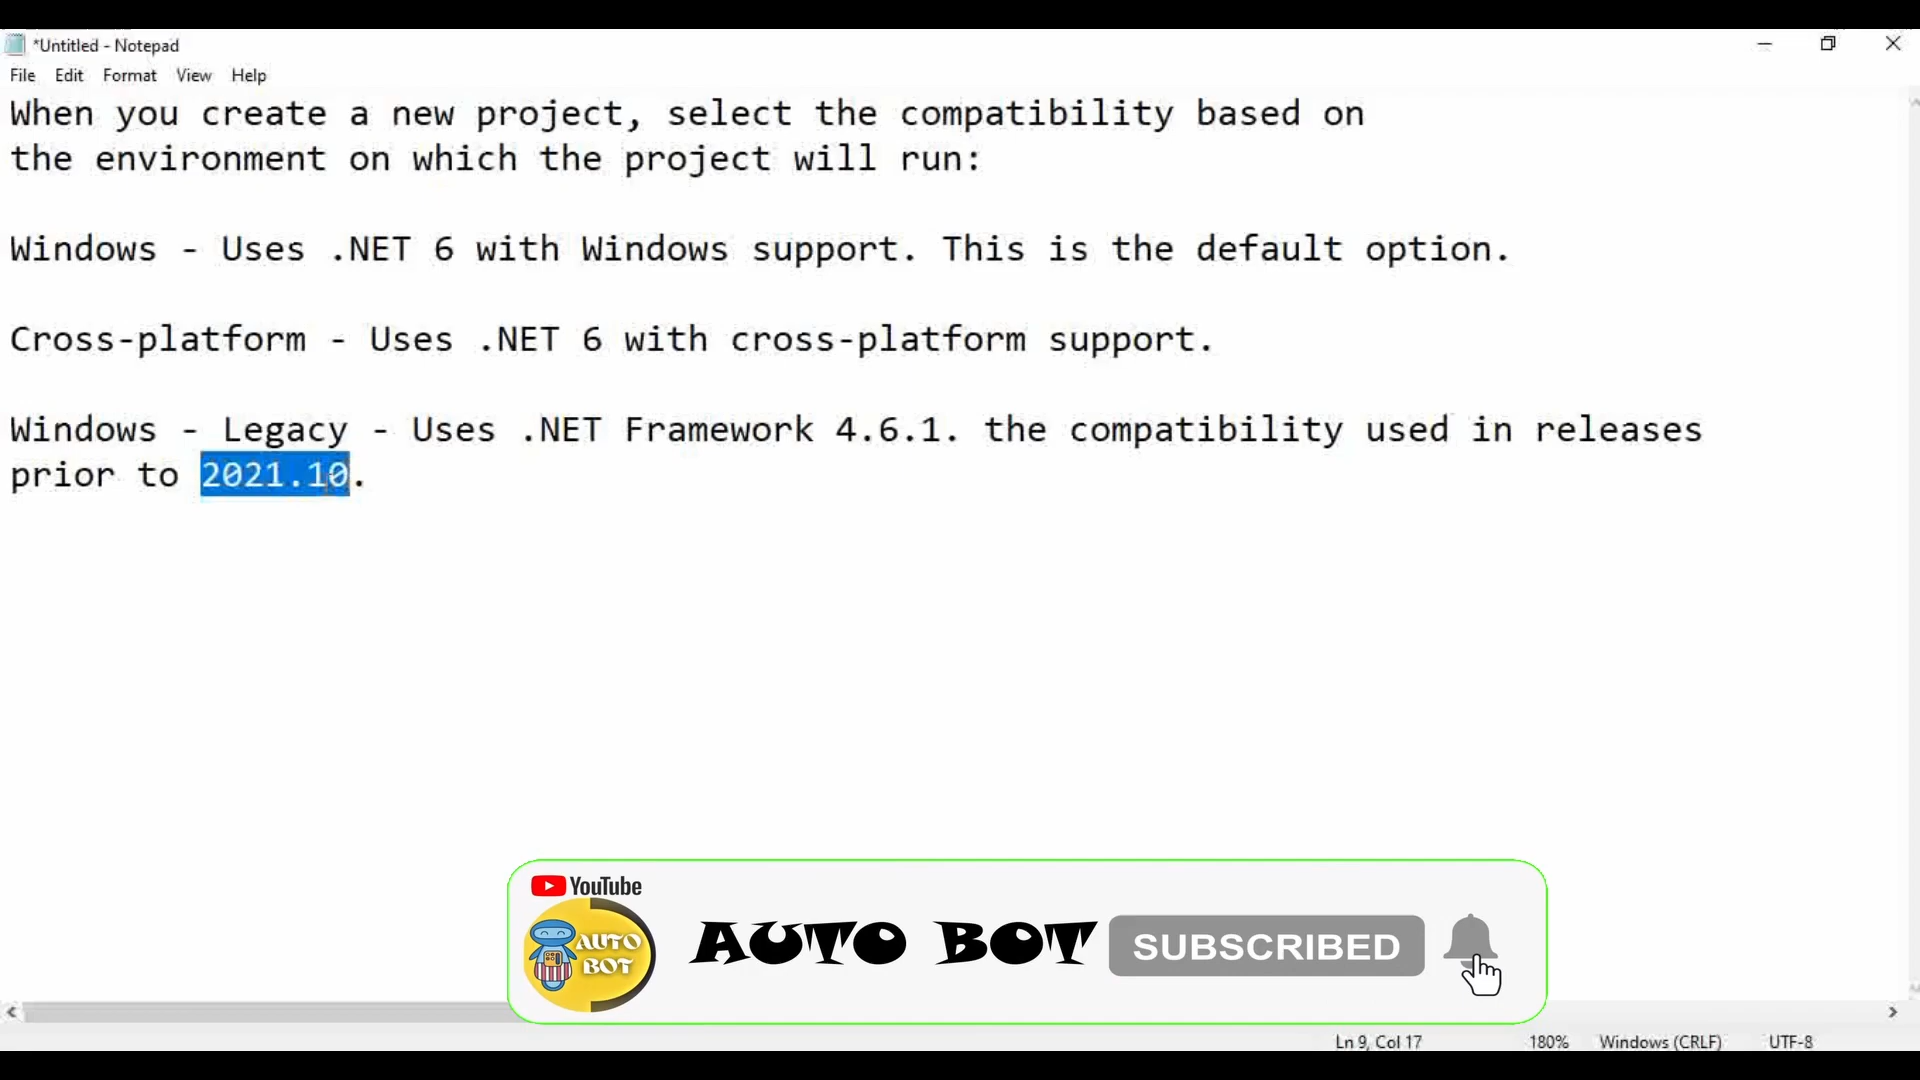 *Untitled - Notepad
File Edit Format View Help
When you create a new project, select the compatibility based on
the environment on which the project will run:
Windows - Uses .NET 6 with Windows support. This is the default option.
Cross-platform - Uses .NET 6 with cross-platform support.
Windows - Legacy - Uses .NET Framework 4.6.1. the compatibility used in releases
prior to 2021.10.
YouTube
AUTO
BOT
AUTO BOT
SUBSCRIBED
Ln 9, Col 17 180% Windows (CRLF) UTF-8